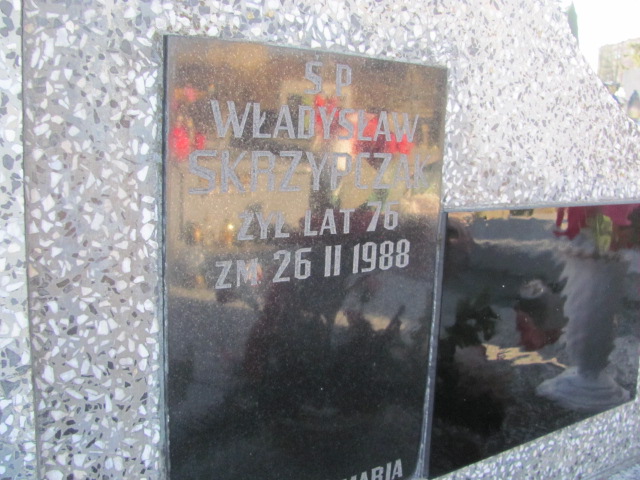 Ś P
WŁADYSŁAW
SKRZYPCZAK
ŻYŁ LAT 76
ZM 26 II 1988
MARIA